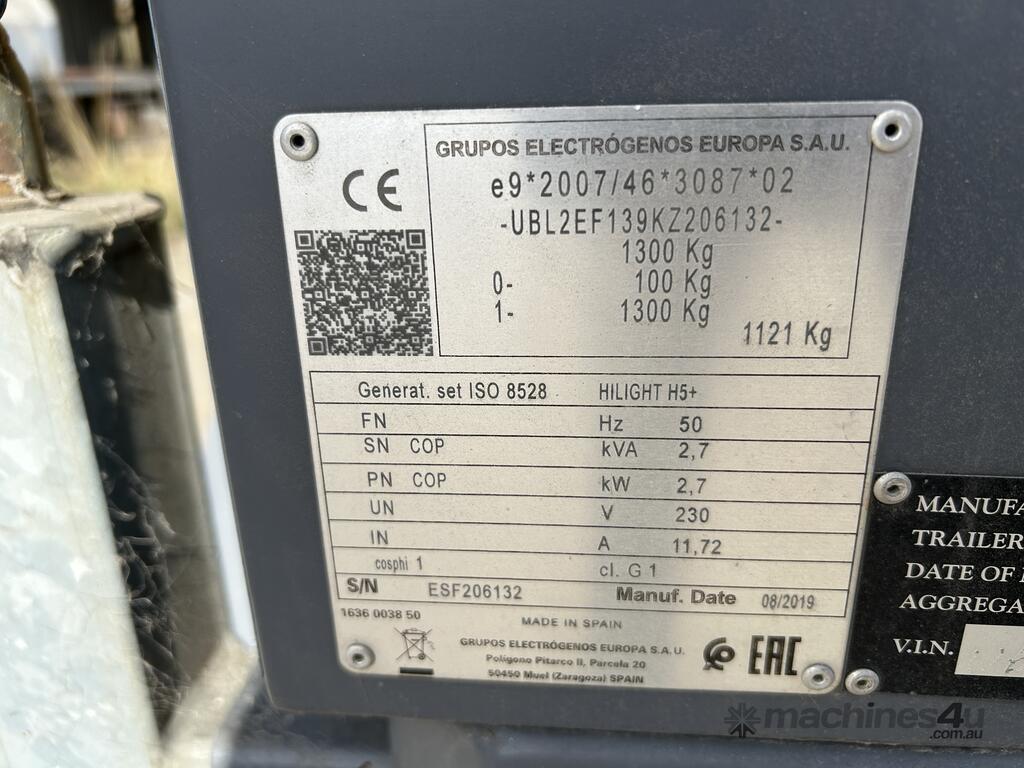 GRUPOS ELECTRÓGENOS EUROPA S.A.U.
CE
e9*2007/46*3087*02
-UBL2EF139KZ206132-
1300 Kg
0- 100 Kg
1- 1300 Kg
1121 Kg
Generat. set ISO 8528 HILIGHT H5+
FN Hz 50
SN COP kVA 2,7
PN COP kW 2,7
UN V 230
IN A 11,72
cosphi 1 cl. G 1
S/N ESF206132 Manuf. Date 08/2019
1636 0038 50
MADE IN SPAIN
GRUPOS ELECTRÓGENOS EUROPA S.A.U.
Polígono Pitarco II, Parcela 20
50450 Muel (Zaragoza) SPAIN
EAC
MANUFA
TRAILER
DATE OF
AGGREGA
V.I.N.
machines4u
.com.au